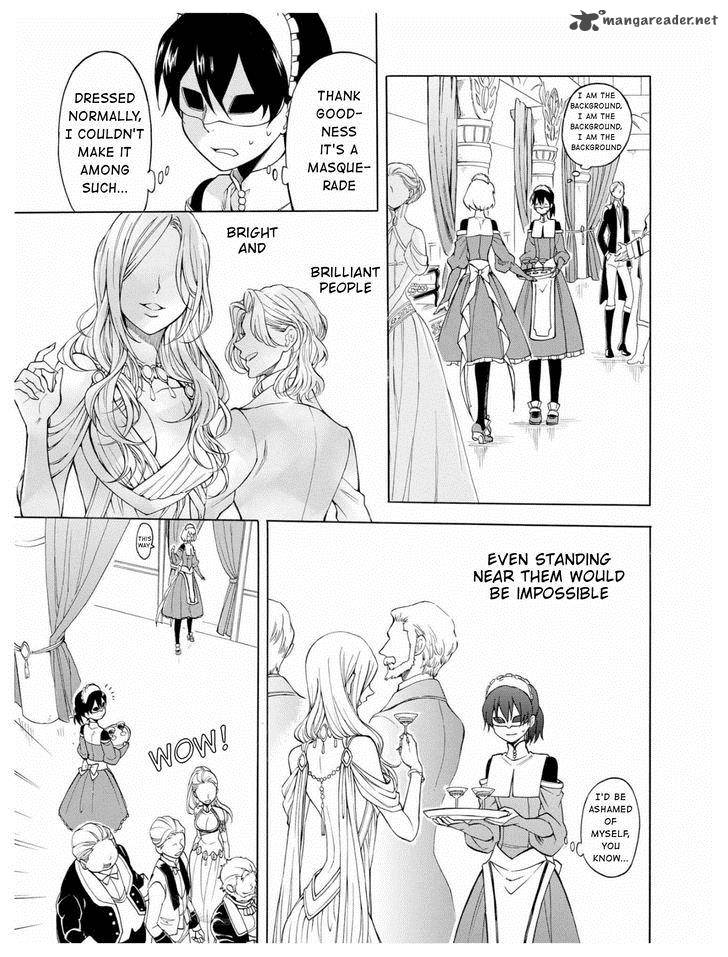 mangareader.net
I AM THE
BACKGROUND,
I AM THE
BACKGROUND,
I AM THE
BACKGROUND
THANK
GOOD-
NESS
IT'S A
MASQUE-
RADE
DRESSED
NORMALLY,
I COULDN'T
MAKE IT
AMONG
SUCH...
BRIGHT
AND
BRILLIANT
PEOPLE
EVEN STANDING
NEAR THEM WOULD
BE IMPOSSIBLE
I'D BE
ASHAMED
OF
MYSELF,
YOU
KNOW...
THIS
WAY
WOW!